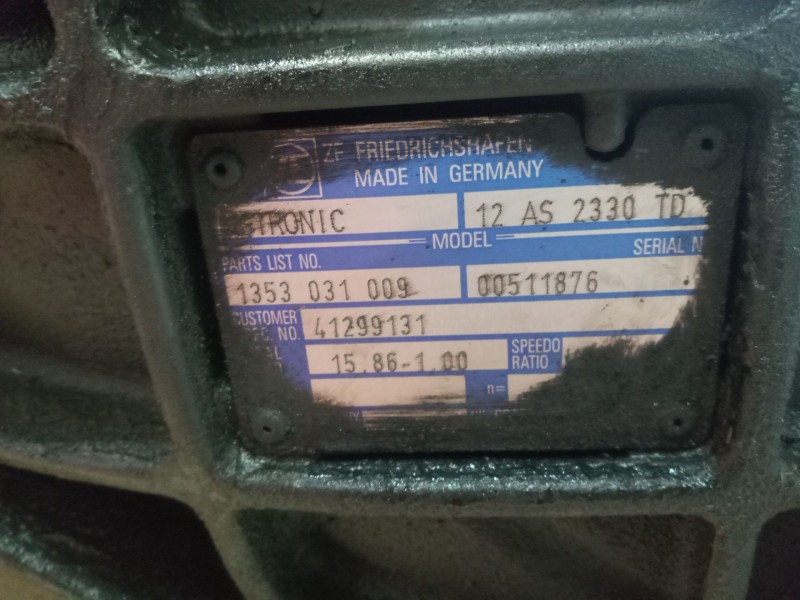 ZF FRIEDRICHSHAFEN
MADE IN GERMANY
STRONIC 12 AS 2330 TD
MODEL SERIAL N
PARTS LIST NO.
1353 031 009 00511876
CUSTOMER
NO. 41299131
15.86-1.00 SPEEDO
RATIO
n=